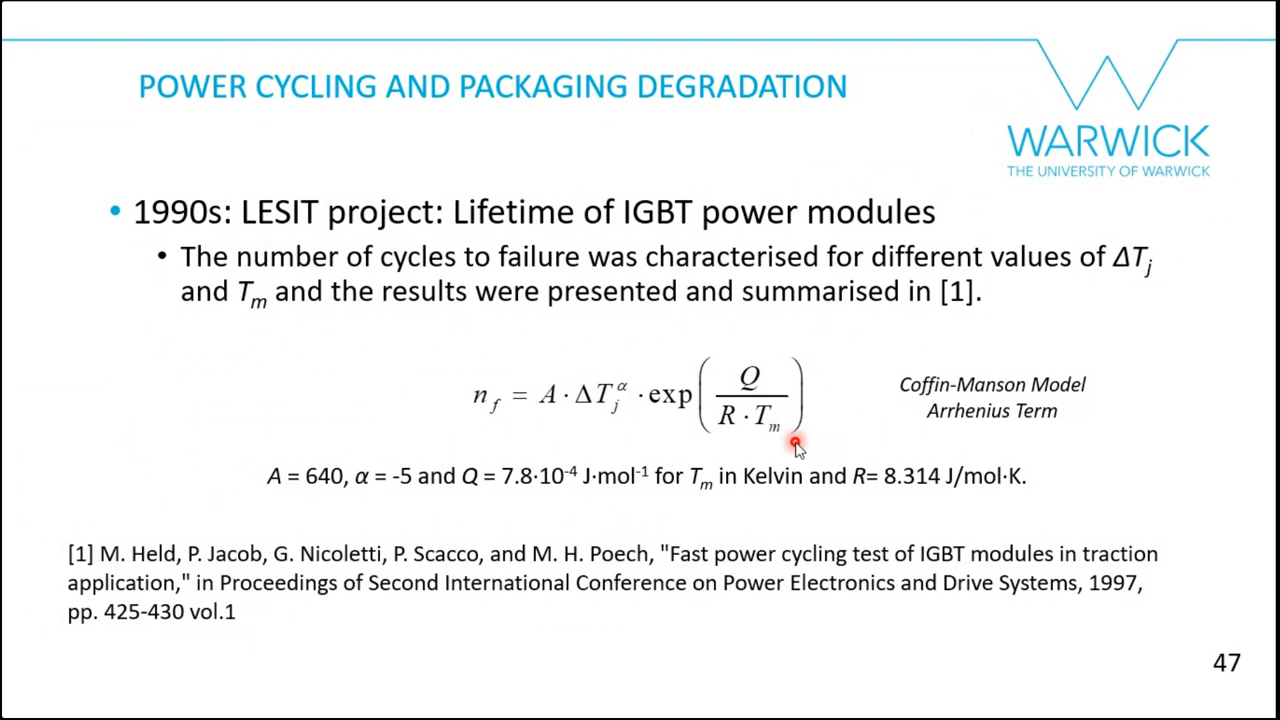 POWER CYCLING AND PACKAGING DEGRADATION
WARWICK
THE UNIVERSITY OF WARWICK
• 1990s: LESIT project: Lifetime of IGBT power modules
• The number of cycles to failure was characterised for different values of ΔTj
and Tm and the results were presented and summarised in [1].
n_f = A · ΔT_j^α · exp(Q / (R · T_m))
Coffin-Manson Model
Arrhenius Term
A = 640, α = -5 and Q = 7.8·10⁻⁴ J·mol⁻¹ for Tm in Kelvin and R= 8.314 J/mol·K.
[1] M. Held, P. Jacob, G. Nicoletti, P. Scacco, and M. H. Poech, "Fast power cycling test of IGBT modules in traction
application," in Proceedings of Second International Conference on Power Electronics and Drive Systems, 1997,
pp. 425-430 vol.1
47